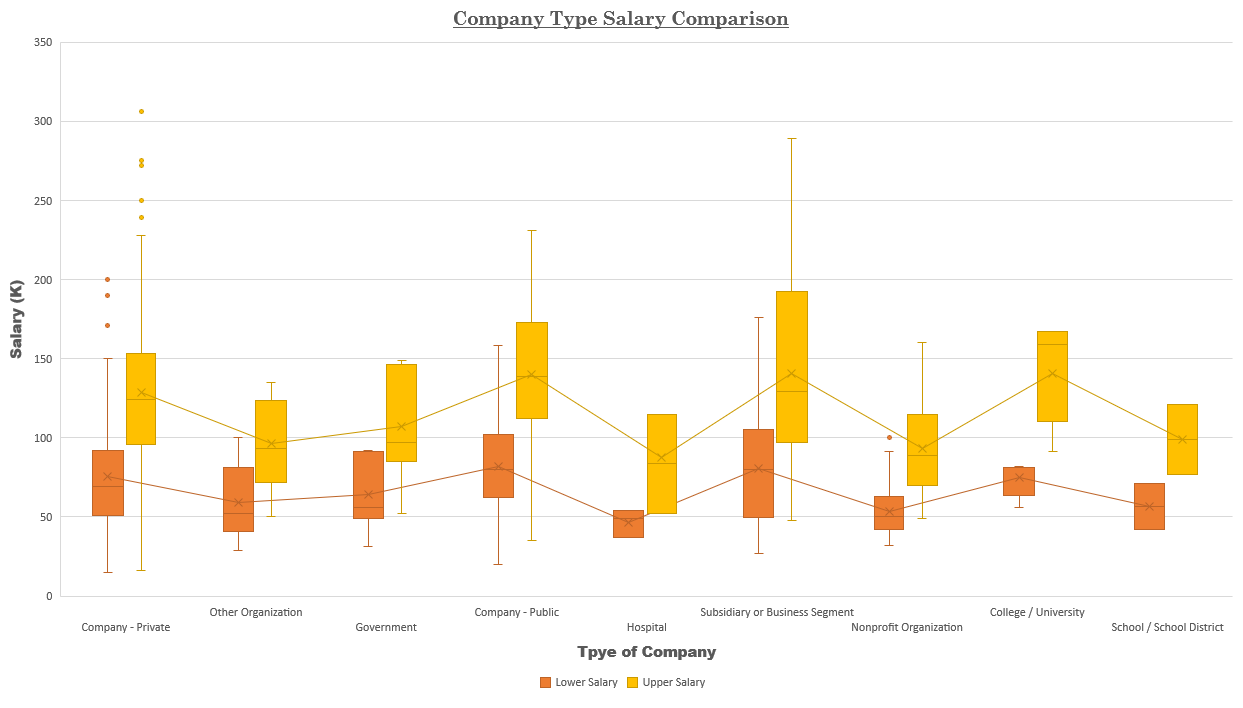 Company Type Salary Comparison
350
300
250
200
150
100
50
0
Salary (K)
Company - Private
Other Organization
Government
Company - Public
Hospital
Subsidiary or Business Segment
Nonprofit Organization
College / University
School / School District
Tpye of Company
Lower Salary
Upper Salary